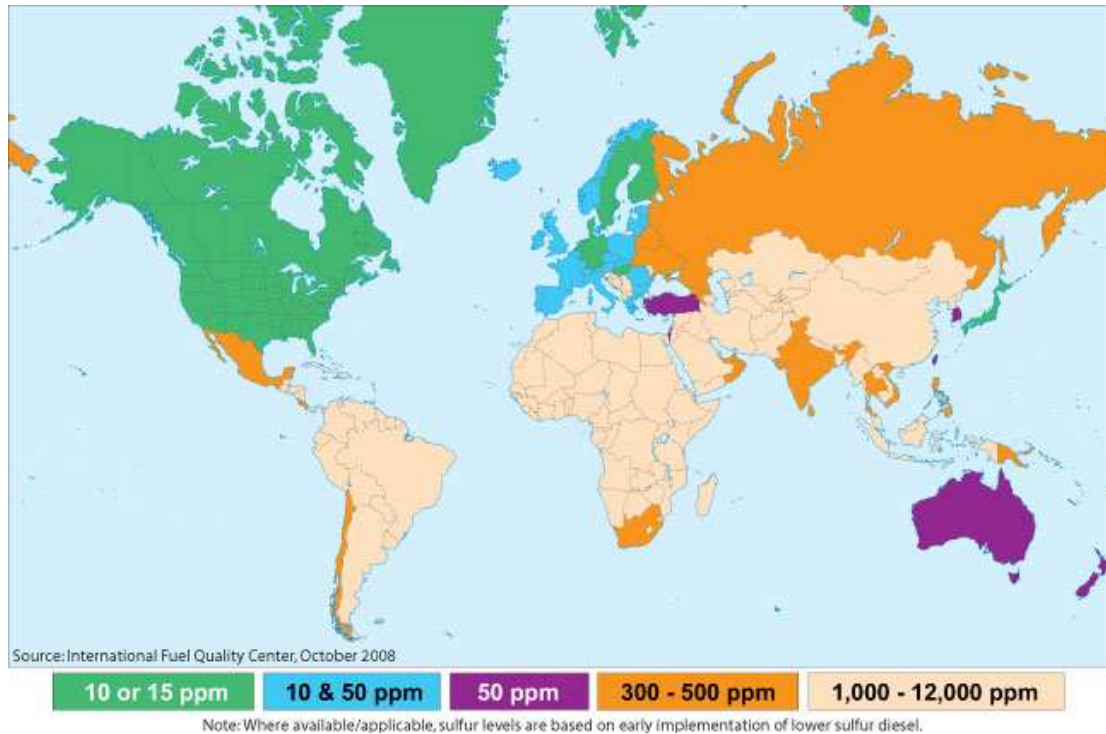 Source: International Fuel Quality Center, October 2008
10 or 15 ppm 10 & 50 ppm 50 ppm 300 - 500 ppm 1,000 - 12,000 ppm
Note: Where available/applicable, sulfur levels are based on early implementation of lower sulfur diesel.